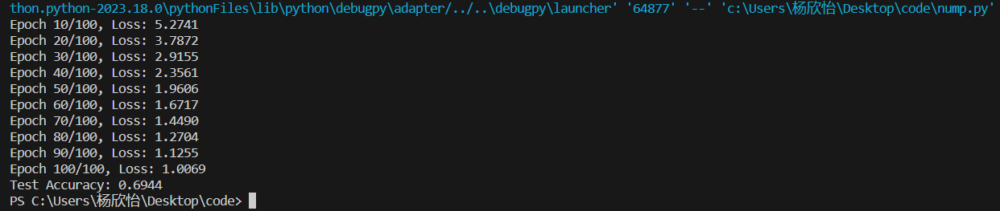 thon.python-2023.18.0\pythonFiles\lib\python\debugpy\adapter/../..\debugpy\launcher' '64877' '--' 'c:\Users\杨欣怡\Desktop\code\nump.py'
Epoch 10/100, Loss: 5.2741
Epoch 20/100, Loss: 3.7872
Epoch 30/100, Loss: 2.9155
Epoch 40/100, Loss: 2.3561
Epoch 50/100, Loss: 1.9606
Epoch 60/100, Loss: 1.6717
Epoch 70/100, Loss: 1.4490
Epoch 80/100, Loss: 1.2704
Epoch 90/100, Loss: 1.1255
Epoch 100/100, Loss: 1.0069
Test Accuracy: 0.6944
PS C:\Users\杨欣怡\Desktop\code>